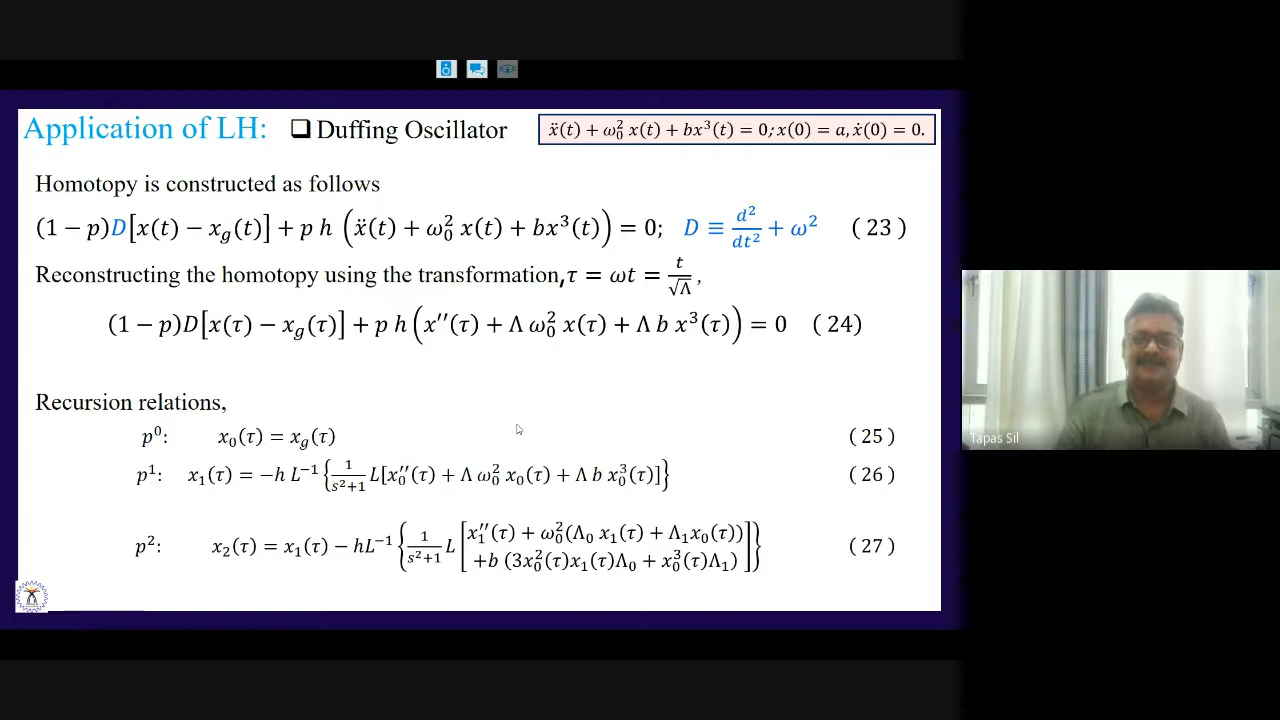 Application of LH: ❑ Duffing Oscillator
ẍ(t) + ω₀² x(t) + bx³(t) = 0; x(0) = a, ẋ(0) = 0.
Homotopy is constructed as follows
(1 − p)D[x(t) − x_g(t)] + p h (ẍ(t) + ω₀² x(t) + bx³(t)) = 0; D ≡ d²/dt² + ω² (23)
Reconstructing the homotopy using the transformation, τ = ωt = t/√Λ ,
(1 − p)D[x(τ) − x_g(τ)] + p h (x′′(τ) + Λ ω₀² x(τ) + Λ b x³(τ)) = 0 (24)
Recursion relations,
p⁰: x₀(τ) = x_g(τ) (25)
p¹: x₁(τ) = −h L⁻¹ {1/(s²+1) L[x₀′′(τ) + Λ ω₀² x₀(τ) + Λ b x₀³(τ)]} (26)
p²: x₂(τ) = x₁(τ) − hL⁻¹ {1/(s²+1) L [x₁′′(τ) + ω₀²(Λ₀ x₁(τ) + Λ₁x₀(τ))
+b (3x₀²(τ)x₁(τ)Λ₀ + x₀³(τ)Λ₁)]} (27)
Tapas Sil